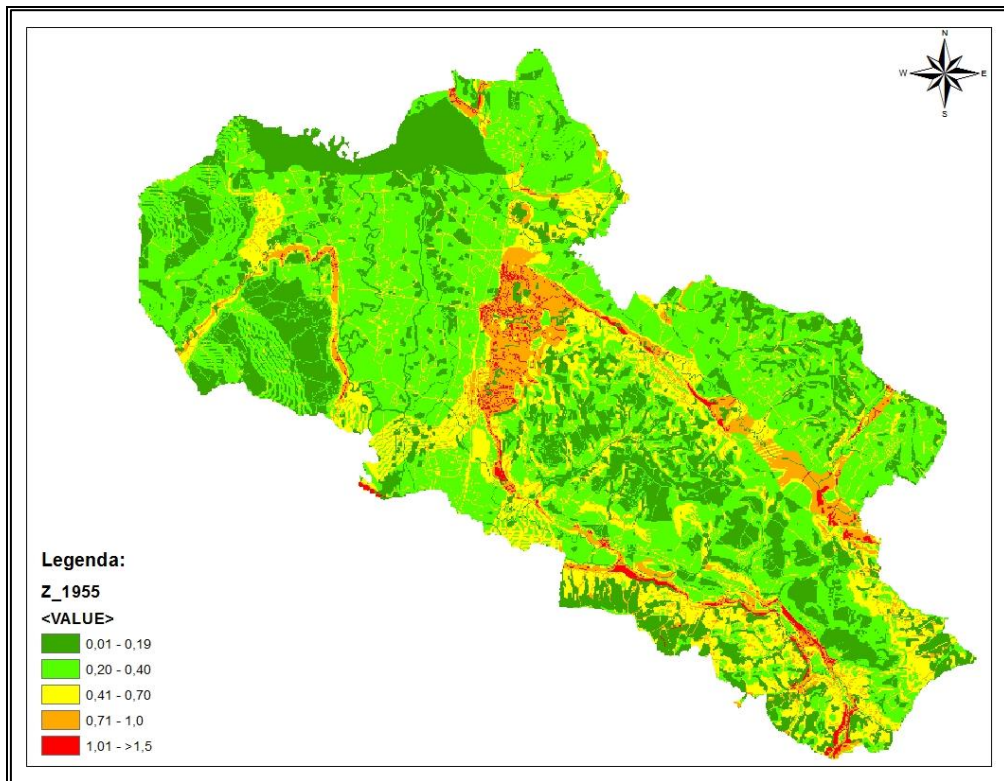 N
W E
S
Legenda:
Z_1955
<VALUE>
0,01 - 0,19
0,20 - 0,40
0,41 - 0,70
0,71 - 1,0
1,01 - >1,5